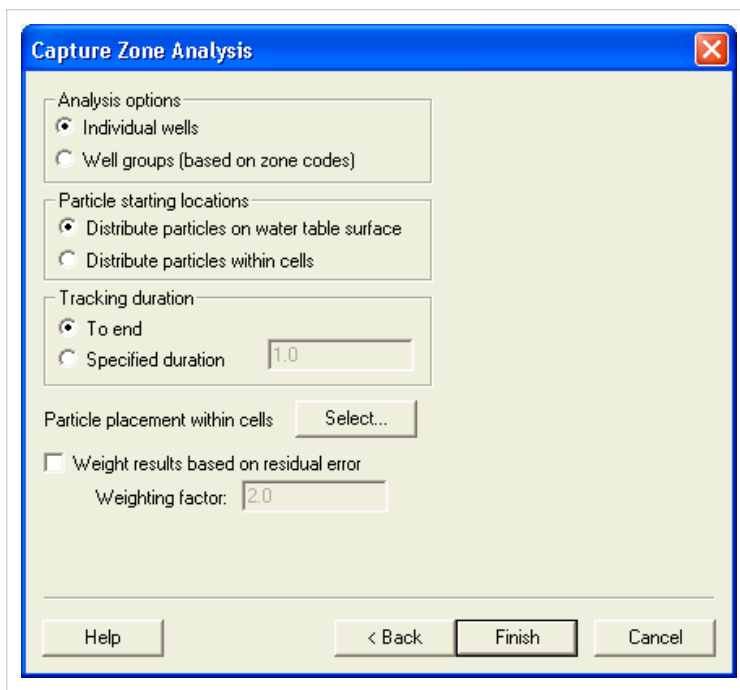 Capture Zone Analysis
Analysis options
Individual wells
Well groups (based on zone codes)
Particle starting locations
Distribute particles on water table surface
Distribute particles within cells
Tracking duration
To end
Specified duration 1.0
Particle placement within cells Select...
Weight results based on residual error
Weighting factor: 2.0
Help < Back Finish Cancel